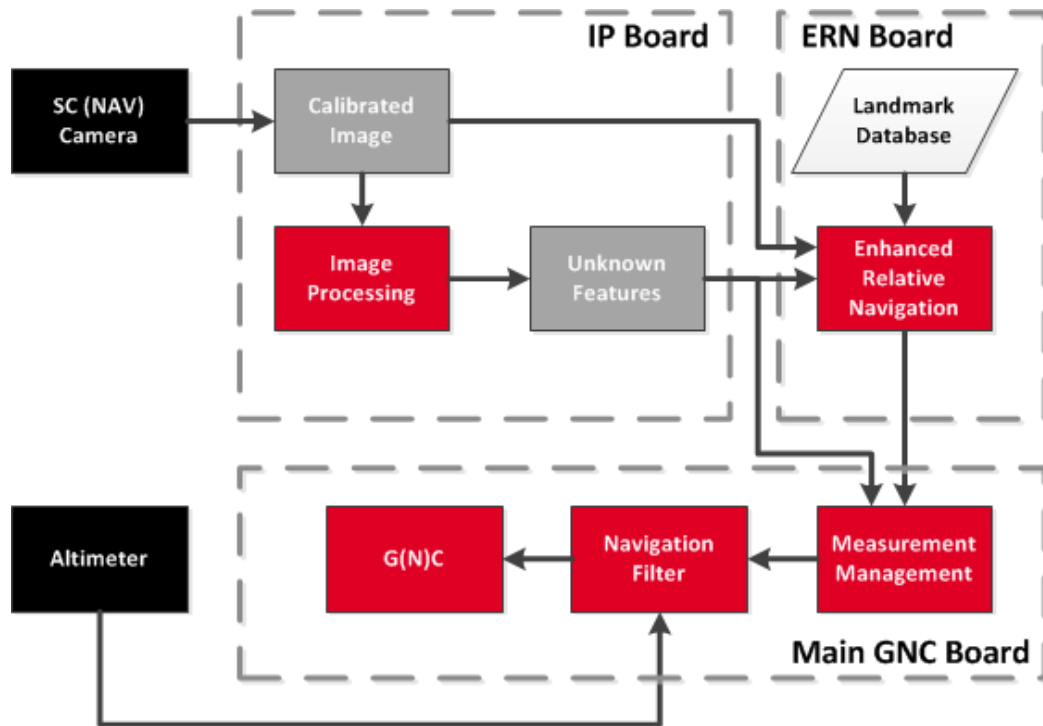 IP Board
ERN Board
SC (NAV)
Camera
Calibrated
Image
Landmark
Database
Image
Processing
Unknown
Features
Enhanced
Relative
Navigation
Altimeter
G(N)C
Navigation
Filter
Measurement
Management
Main GNC Board